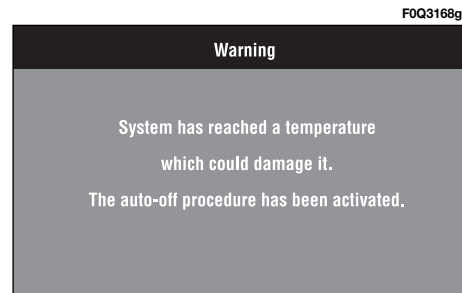 F0Q3168g
Warning
System has reached a temperature
which could damage it.
The auto-off procedure has been activated.